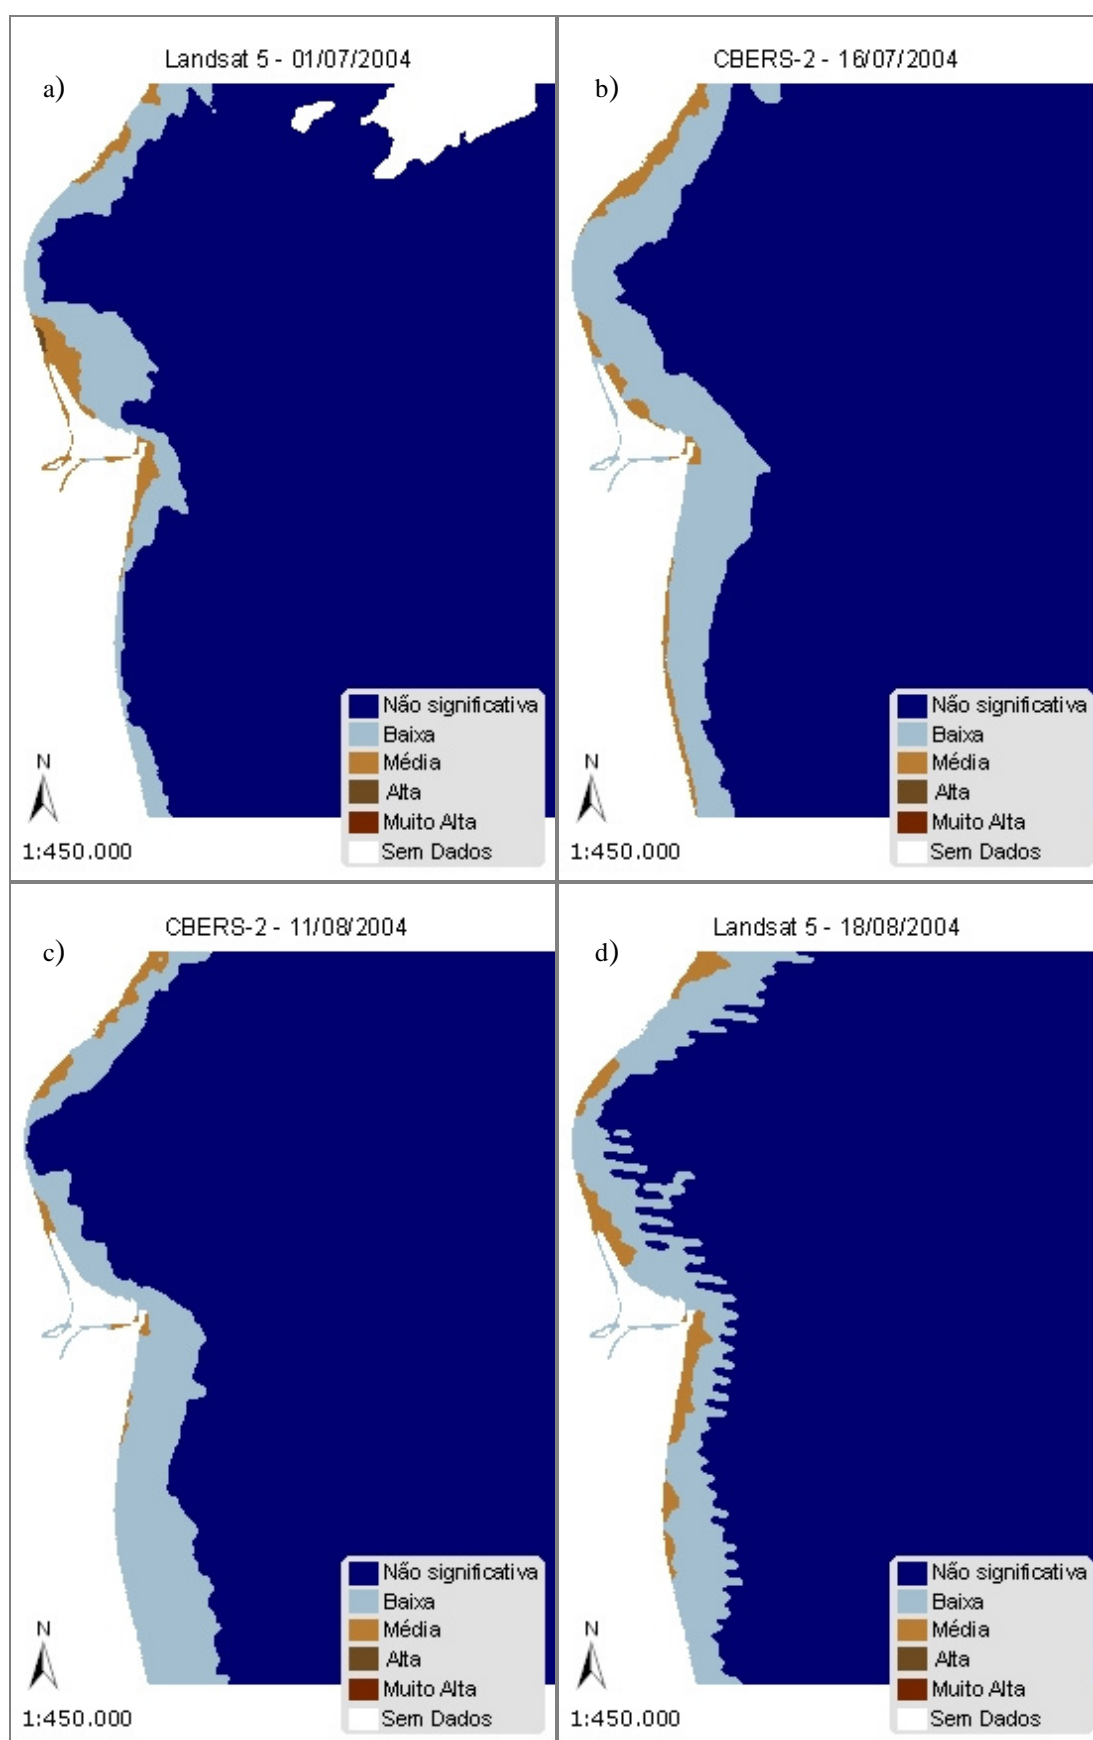 Landsat 5 - 01/07/2004
a)
Não significativa
Baixa
Média
Alta
Muito Alta
Sem Dados
N
1:450.000
CBERS-2 - 16/07/2004
b)
Não significativa
Baixa
Média
Alta
Muito Alta
Sem Dados
N
1:450.000
CBERS-2 - 11/08/2004
c)
Não significativa
Baixa
Média
Alta
Muito Alta
Sem Dados
N
1:450.000
Landsat 5 - 18/08/2004
d)
Não significativa
Baixa
Média
Alta
Muito Alta
Sem Dados
N
1:450.000